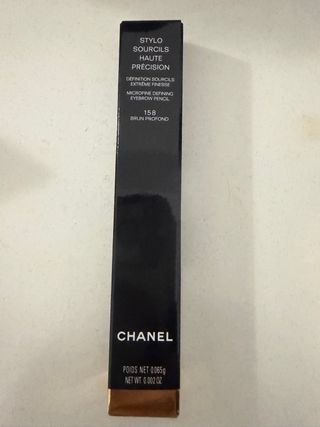 STYLO
SOURCILS
HAUTE
PRÉCISION
DÉFINITION SOURCILS
EXTRÊME FINESSE
MICROFINE DEFINING
EYEBROW PENCIL
158
BRUN PROFOND
CHANEL
POIDS NET 0.065g
NET WT. 0.002 OZ